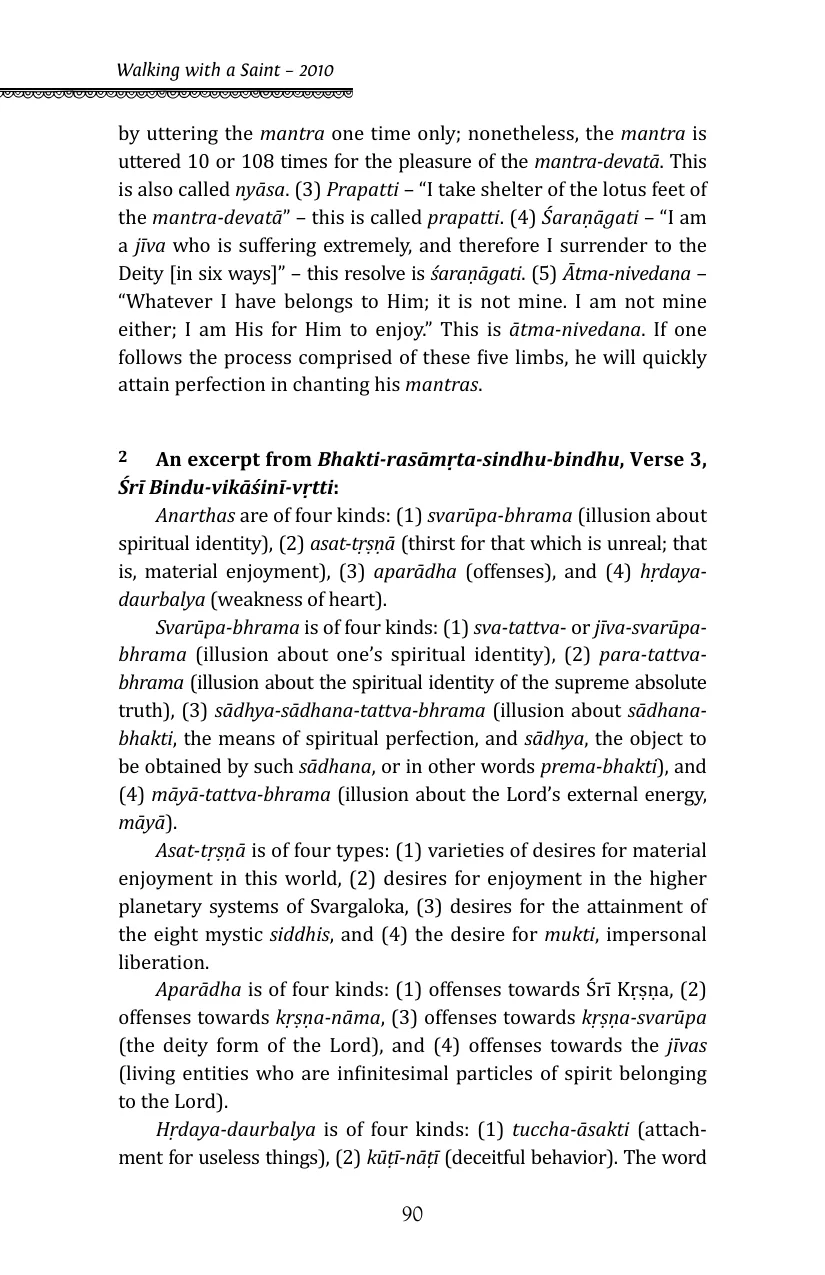 Walking with a Saint – 2010
by uttering the mantra one time only; nonetheless, the mantra is
uttered 10 or 108 times for the pleasure of the mantra-devatā. This
is also called nyāsa. (3) Prapatti – “I take shelter of the lotus feet of
the mantra-devatā” – this is called prapatti. (4) Śaraṇāgati – “I am
a jīva who is suffering extremely, and therefore I surrender to the
Deity [in six ways]” – this resolve is śaraṇāgati. (5) Ātma-nivedana –
“Whatever I have belongs to Him; it is not mine. I am not mine
either; I am His for Him to enjoy.” This is ātma-nivedana. If one
follows the process comprised of these five limbs, he will quickly
attain perfection in chanting his mantras.
2 An excerpt from Bhakti-rasāmṛta-sindhu-bindhu, Verse 3,
Śrī Bindu-vikāśinī-vṛtti:
Anarthas are of four kinds: (1) svarūpa-bhrama (illusion about
spiritual identity), (2) asat-tṛṣṇā (thirst for that which is unreal; that
is, material enjoyment), (3) aparādha (offenses), and (4) hṛdaya-
daurbalya (weakness of heart).
Svarūpa-bhrama is of four kinds: (1) sva-tattva- or jīva-svarūpa-
bhrama (illusion about one’s spiritual identity), (2) para-tattva-
bhrama (illusion about the spiritual identity of the supreme absolute
truth), (3) sādhya-sādhana-tattva-bhrama (illusion about sādhana-
bhakti, the means of spiritual perfection, and sādhya, the object to
be obtained by such sādhana, or in other words prema-bhakti), and
(4) māyā-tattva-bhrama (illusion about the Lord’s external energy,
māyā).
Asat-tṛṣṇā is of four types: (1) varieties of desires for material
enjoyment in this world, (2) desires for enjoyment in the higher
planetary systems of Svargaloka, (3) desires for the attainment of
the eight mystic siddhis, and (4) the desire for mukti, impersonal
liberation.
Aparādha is of four kinds: (1) offenses towards Śrī Kṛṣṇa, (2)
offenses towards kṛṣṇa-nāma, (3) offenses towards kṛṣṇa-svarūpa
(the deity form of the Lord), and (4) offenses towards the jīvas
(living entities who are infinitesimal particles of spirit belonging
to the Lord).
Hṛdaya-daurbalya is of four kinds: (1) tuccha-āsakti (attach-
ment for useless things), (2) kūṭī-nāṭī (deceitful behavior). The word
90